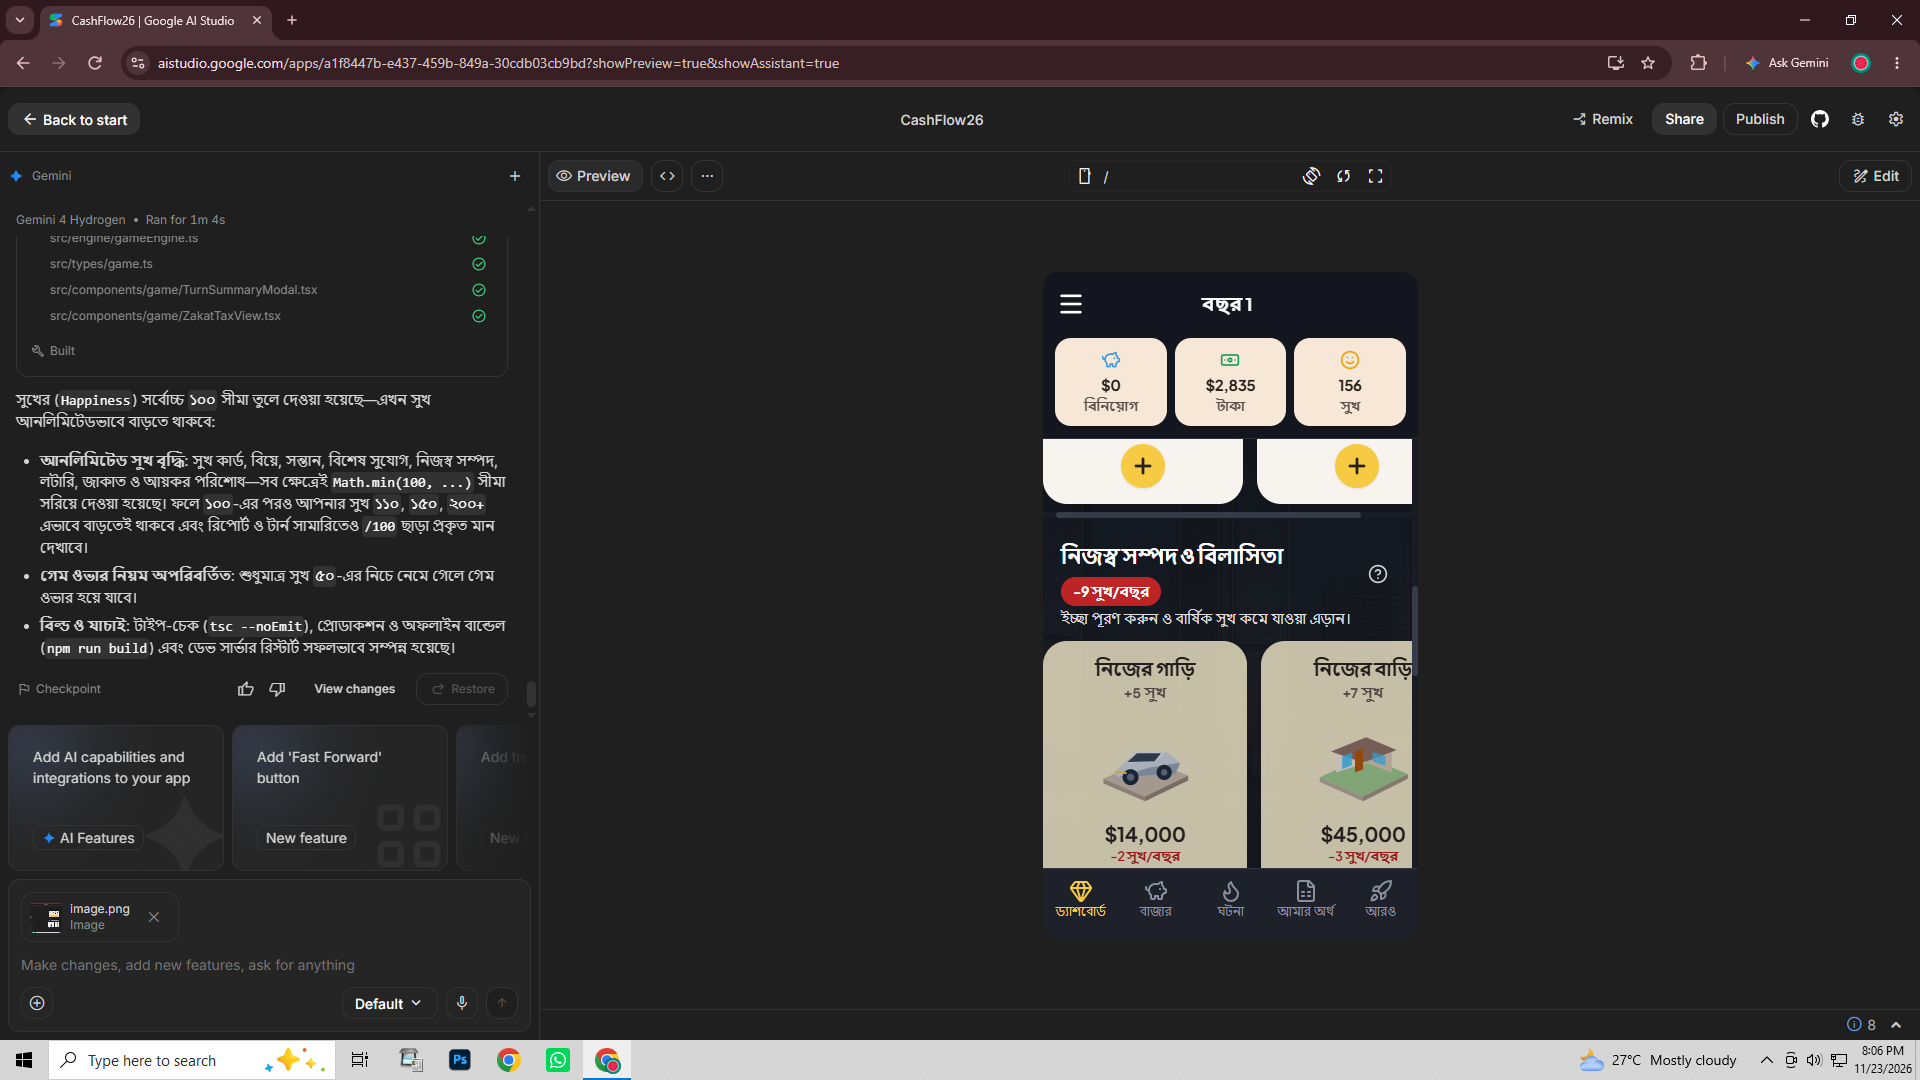 CashFlow26 | Google AI Studio
aistudio.google.com/apps/a1f8447b-e437-459b-849a-30cdb03cb9bd?showPreview=true&showAssistant=true
Ask Gemini
Back to start
CashFlow26
Remix
Share
Publish
Gemini
Preview
/
Edit
Gemini 4 Hydrogen • Ran for 1m 4s
src/engine/gameEngine.ts
src/types/game.ts
src/components/game/TurnSummaryModal.tsx
src/components/game/ZakatTaxView.tsx
Built
সুখের (Happiness) সর্বোচ্চ ১০০ সীমা তুলে দেওয়া হয়েছে—এখন সুখ
আনলিমিটেডভাবে বাড়তে থাকবে:
• আনলিমিটেড সুখ বৃদ্ধি: সুখ কার্ড, বিয়ে, সন্তান, বিশেষ সুযোগ, নিজস্ব সম্পদ,
লটারি, জাকাত ও আয়কর পরিশোধ—সব ক্ষেত্রেই Math.min(100, ...) সীমা
সরিয়ে দেওয়া হয়েছে। ফলে ১০০-এর পরও আপনার সুখ ১১০, ১৫০, ২০০+
এভাবে বাড়তেই থাকবে এবং রিপোর্ট ও টার্ন সামারিতেও /100 ছাড়া প্রকৃত মান
দেখাবে।
• গেম ওভার নিয়ম অপরিবর্তিত: শুধুমাত্র সুখ ৫০-এর নিচে নেমে গেলে গেম
ওভার হয়ে যাবে।
• বিল্ড ও যাচাই: টাইপ-চেক (tsc --noEmit), প্রোডাকশন ও অফলাইন বান্ডেল
(npm run build) এবং ডেভ সার্ভার রিস্টার্ট সফলভাবে সম্পন্ন হয়েছে।
Checkpoint
View changes
Restore
Add AI capabilities and
integrations to your app
AI Features
Add 'Fast Forward'
button
New feature
Add
New
image.png
Image
Make changes, add new features, ask for anything
Default
বছর 1
$0
বিনিয়োগ
$2,835
টাকা
156
সুখ
নিজস্ব সম্পদ ও বিলাসিতা
-9 সুখ/বছর
ইচ্ছা পূরণ করুন ও বার্ষিক সুখ কমে যাওয়া এড়ান।
নিজের গাড়ি
+5 সুখ
$14,000
-2 সুখ/বছর
নিজের বাড়ি
+7 সুখ
$45,000
-3 সুখ/বছর
ড্যাশবোর্ড
বাজার
ঘটনা
আমার অর্থ
আরও
8
Type here to search
Ps
27°C Mostly cloudy
8:06 PM
11/23/2026